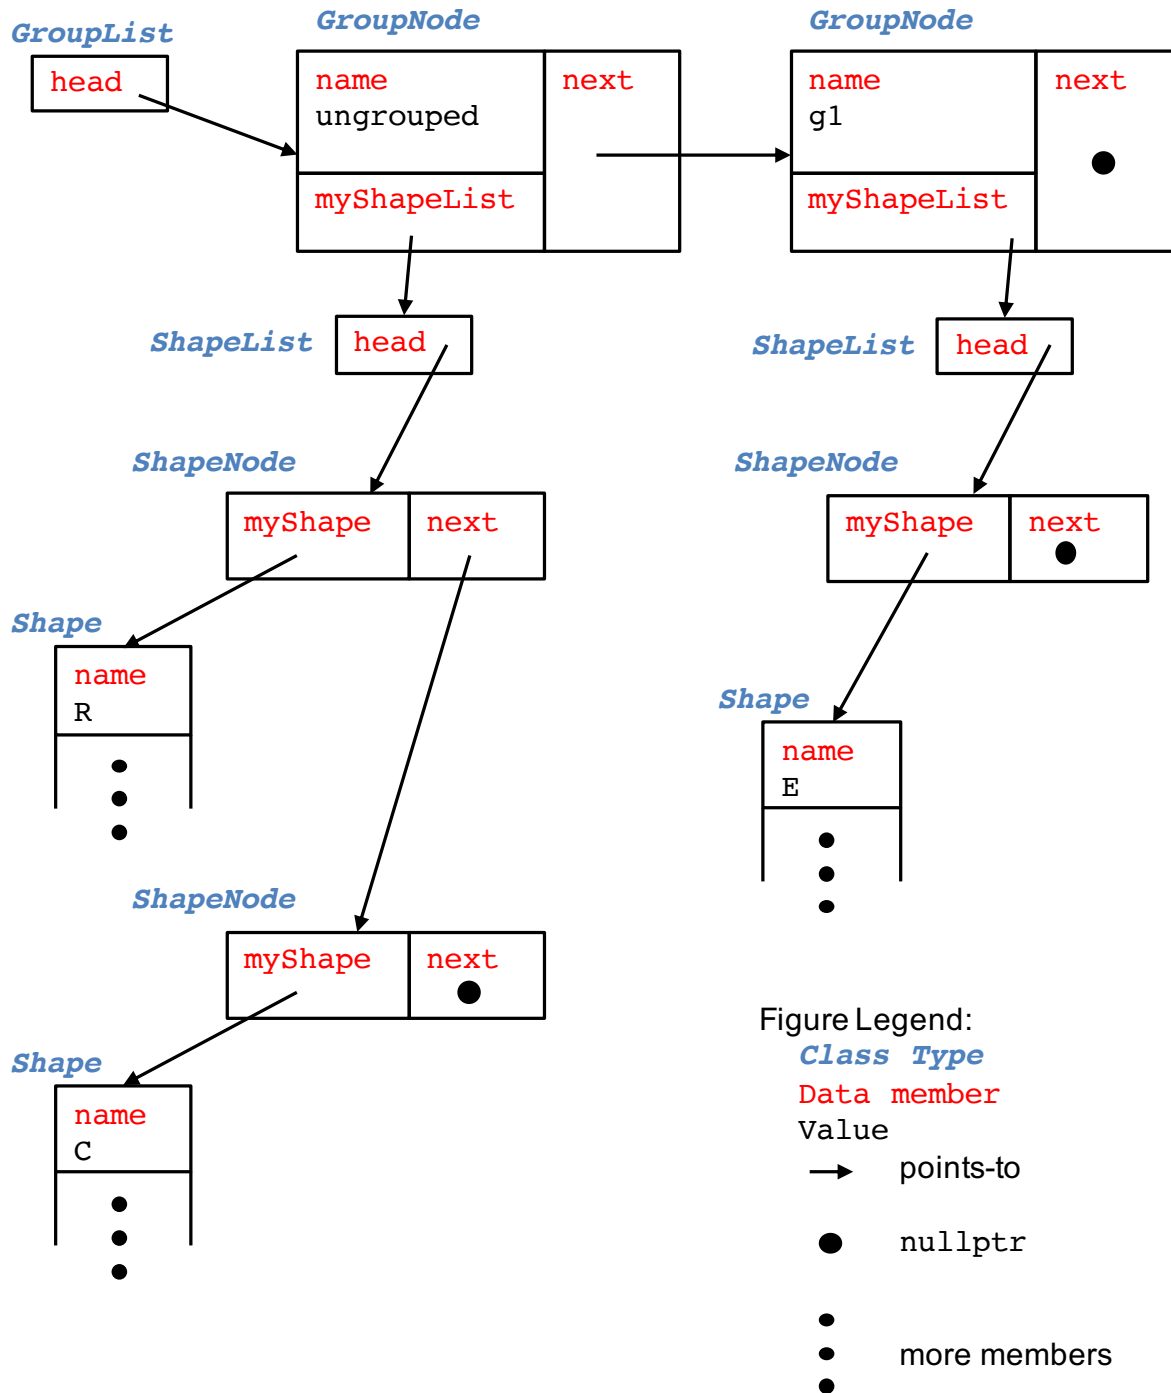 GroupList
GroupNode
GroupNode
head
name
ungrouped
next
myShapeList
name
g1
next
myShapeList
ShapeList
head
ShapeList
head
ShapeNode
myShape
next
ShapeNode
myShape
next
Shape
name
R
Shape
name
E
ShapeNode
myShape
next
Shape
name
C
Figure Legend:
Class Type
Data member
Value
points-to
nullptr
more members